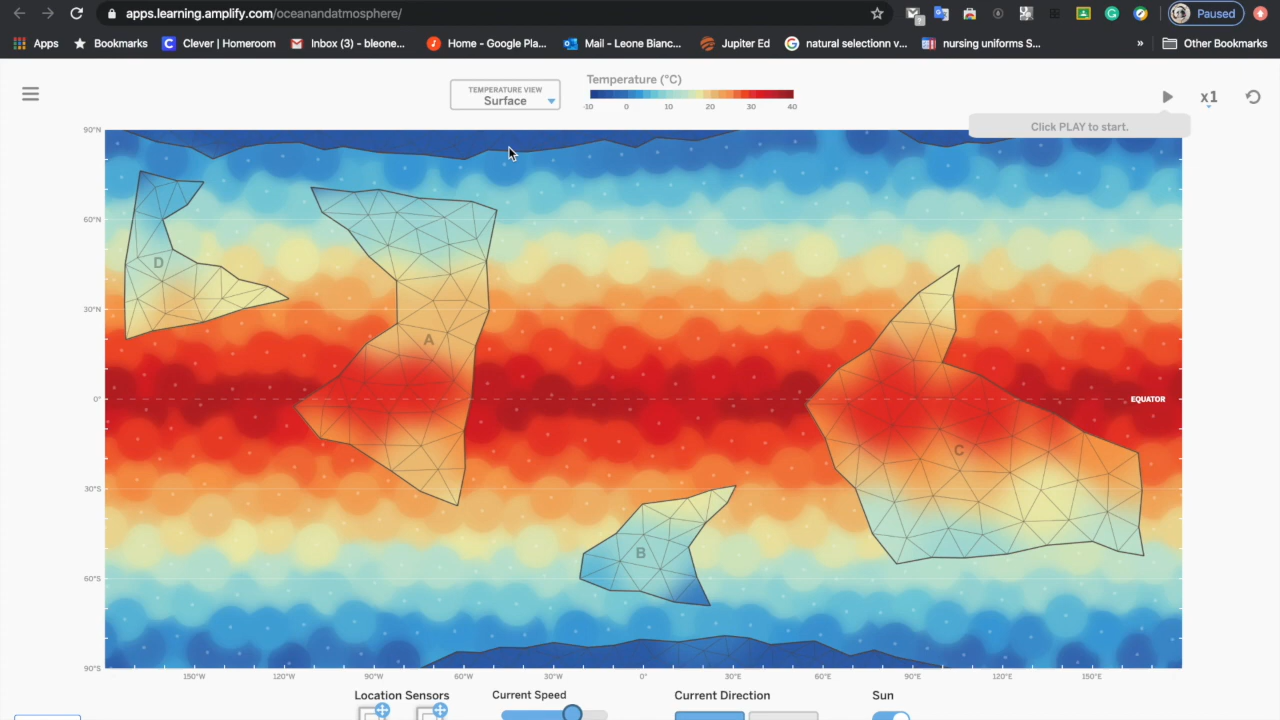 apps.learning.amplify.com/oceanandatmosphere/
Paused
Apps Bookmarks Clever | Homeroom Inbox (3) - bleone... Home - Google Pla... Mail - Leone Bianc... Jupiter Ed natural selectionn v... nursing uniforms S... » Other Bookmarks
TEMPERATURE VIEW
Surface
Temperature (°C)
-10 0 10 20 30 40
x1
Click PLAY to start.
90°N
60°N
30°N
0°
30°S
60°S
90°S
D
A
EQUATOR
C
B
150°W 120°W 90°W 60°W 30°W 0° 30°E 60°E 90°E 120°E 150°E
Location Sensors Current Speed Current Direction Sun